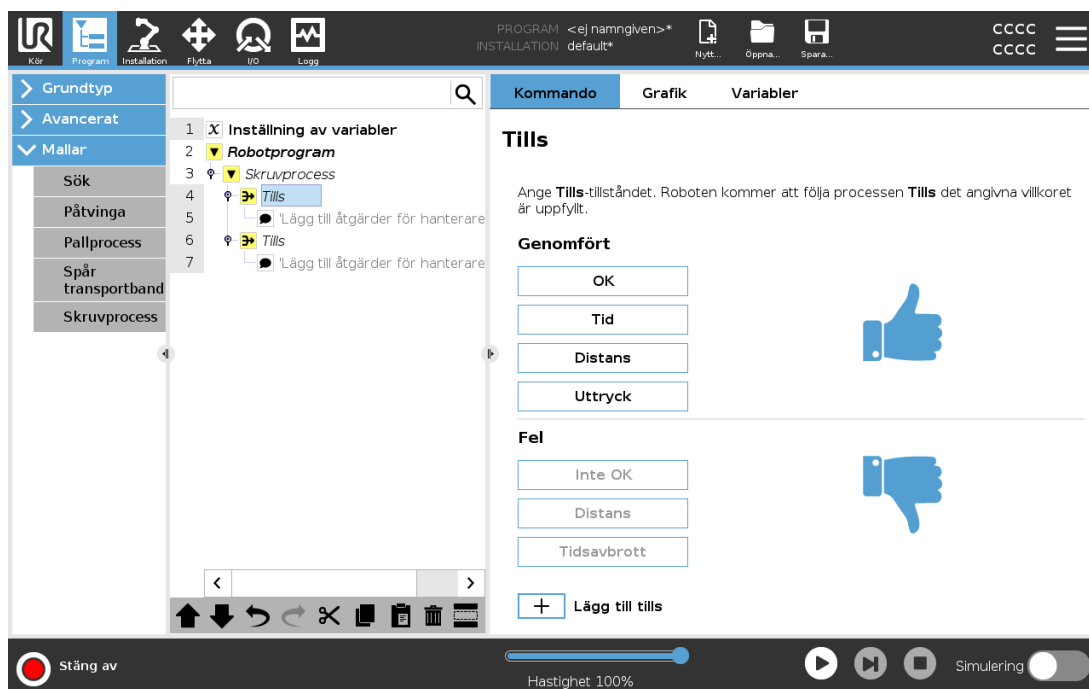 UR
Kör
Program
Installation
Flytta
I/O
Logg
PROGRAM <ej namngiven>*
INSTALLATION default*
Nytt...
Öppna...
Spara...
cccc
cccc
Grundtyp
Avancerat
Mallar
Sök
Påtvinga
Pallprocess
Spår
transportband
Skruvprocess
1 X Inställning av variabler
2 Robotprogram
3 Skruvprocess
4 Tills
5 'Lägg till åtgärder för hanterare
6 Tills
7 'Lägg till åtgärder för hanterare
Kommando Grafik Variabler
Tills
Ange Tills-tillståndet. Roboten kommer att följa processen Tills det angivna villkoret
är uppfyllt.
Genomfört
OK
Tid
Distans
Uttryck
Fel
Inte OK
Distans
Tidsavbrott
+ Lägg till tills
Stäng av
Hastighet 100%
Simulering